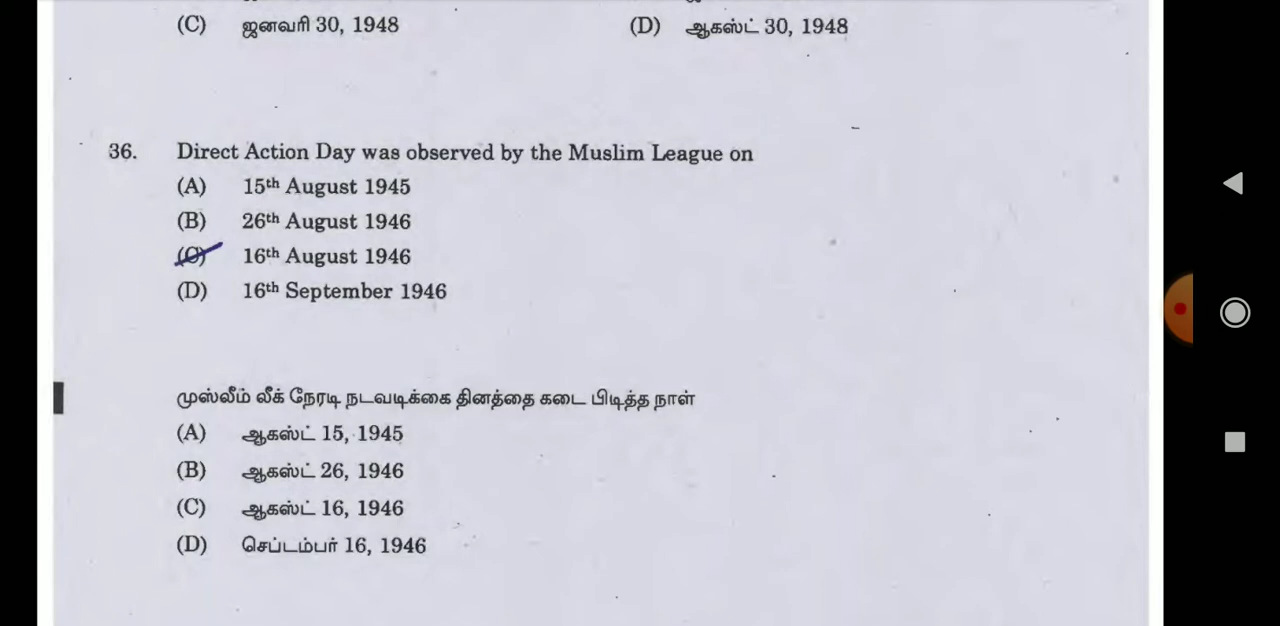 (C) ஜனவரி 30, 1948 (D) ஆகஸ்ட் 30, 1948
36. Direct Action Day was observed by the Muslim League on
(A) 15th August 1945
(B) 26th August 1946
(C) 16th August 1946
(D) 16th September 1946
முஸ்லீம் லீக் நேரடி நடவடிக்கை தினத்தை கடை பிடித்த நாள்
(A) ஆகஸ்ட் 15, 1945
(B) ஆகஸ்ட் 26, 1946
(C) ஆகஸ்ட் 16, 1946
(D) செப்டம்பர் 16, 1946